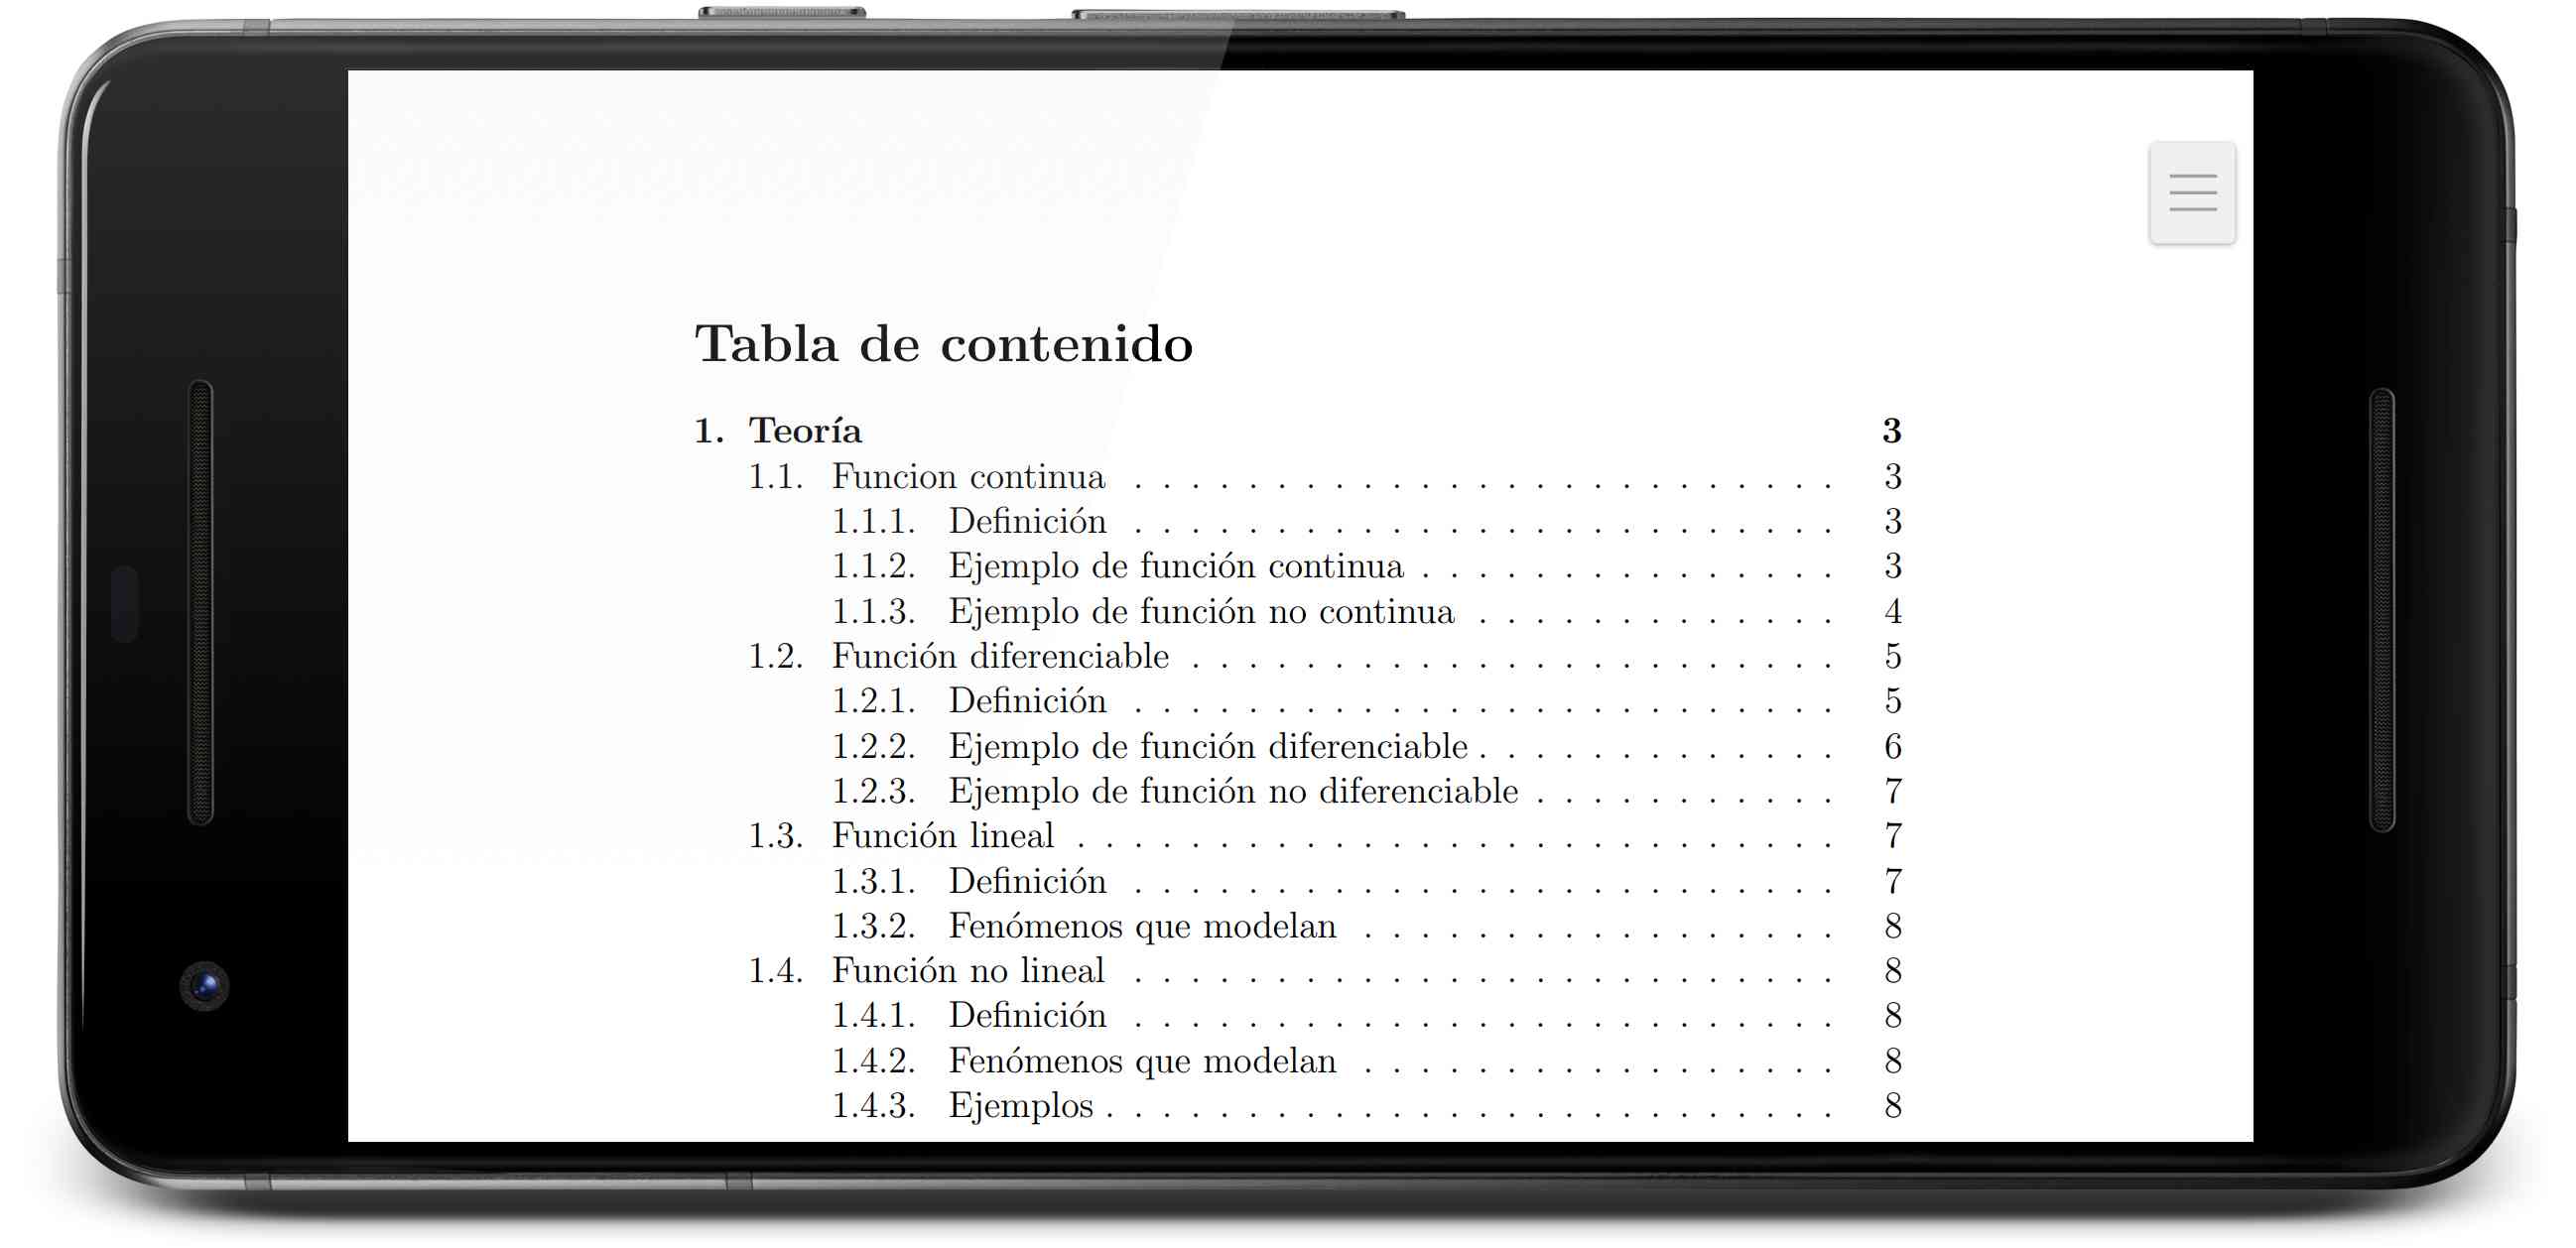 Tabla de contenido
1. Teoría 3
1.1. Funcion continua . . . . . . . . . . . . . . . . . . . . . . . . . 3
1.1.1. Definición . . . . . . . . . . . . . . . . . . . . . . . . . 3
1.1.2. Ejemplo de función continua . . . . . . . . . . . . . . . 3
1.1.3. Ejemplo de función no continua . . . . . . . . . . . . . 4
1.2. Función diferenciable . . . . . . . . . . . . . . . . . . . . . . . 5
1.2.1. Definición . . . . . . . . . . . . . . . . . . . . . . . . . 5
1.2.2. Ejemplo de función diferenciable . . . . . . . . . . . . . 6
1.2.3. Ejemplo de función no diferenciable . . . . . . . . . . . 7
1.3. Función lineal . . . . . . . . . . . . . . . . . . . . . . . . . . . 7
1.3.1. Definición . . . . . . . . . . . . . . . . . . . . . . . . . 7
1.3.2. Fenómenos que modelan . . . . . . . . . . . . . . . . . 8
1.4. Función no lineal . . . . . . . . . . . . . . . . . . . . . . . . . 8
1.4.1. Definición . . . . . . . . . . . . . . . . . . . . . . . . . 8
1.4.2. Fenómenos que modelan . . . . . . . . . . . . . . . . . 8
1.4.3. Ejemplos . . . . . . . . . . . . . . . . . . . . . . . . . . 8